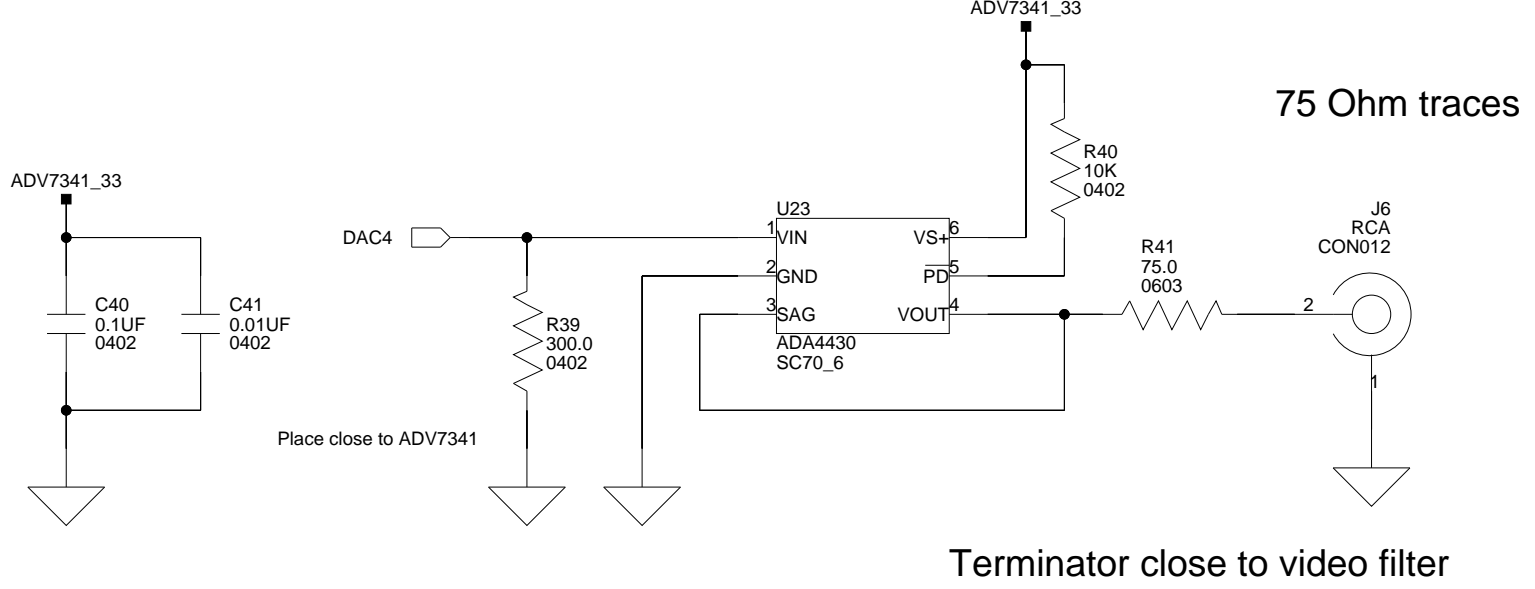 ADV7341_33
75 Ohm traces
R40
10K
0402
ADV7341_33
U23
J6
RCA
CON012
DAC4
1
VIN
VS+
6
R41
75.0
0603
2
GND
PD
5
C40
0.1UF
0402
C41
0.01UF
0402
3
SAG
VOUT
4
2
R39
300.0
0402
ADA4430
SC70_6
1
Place close to ADV7341
Terminator close to video filter